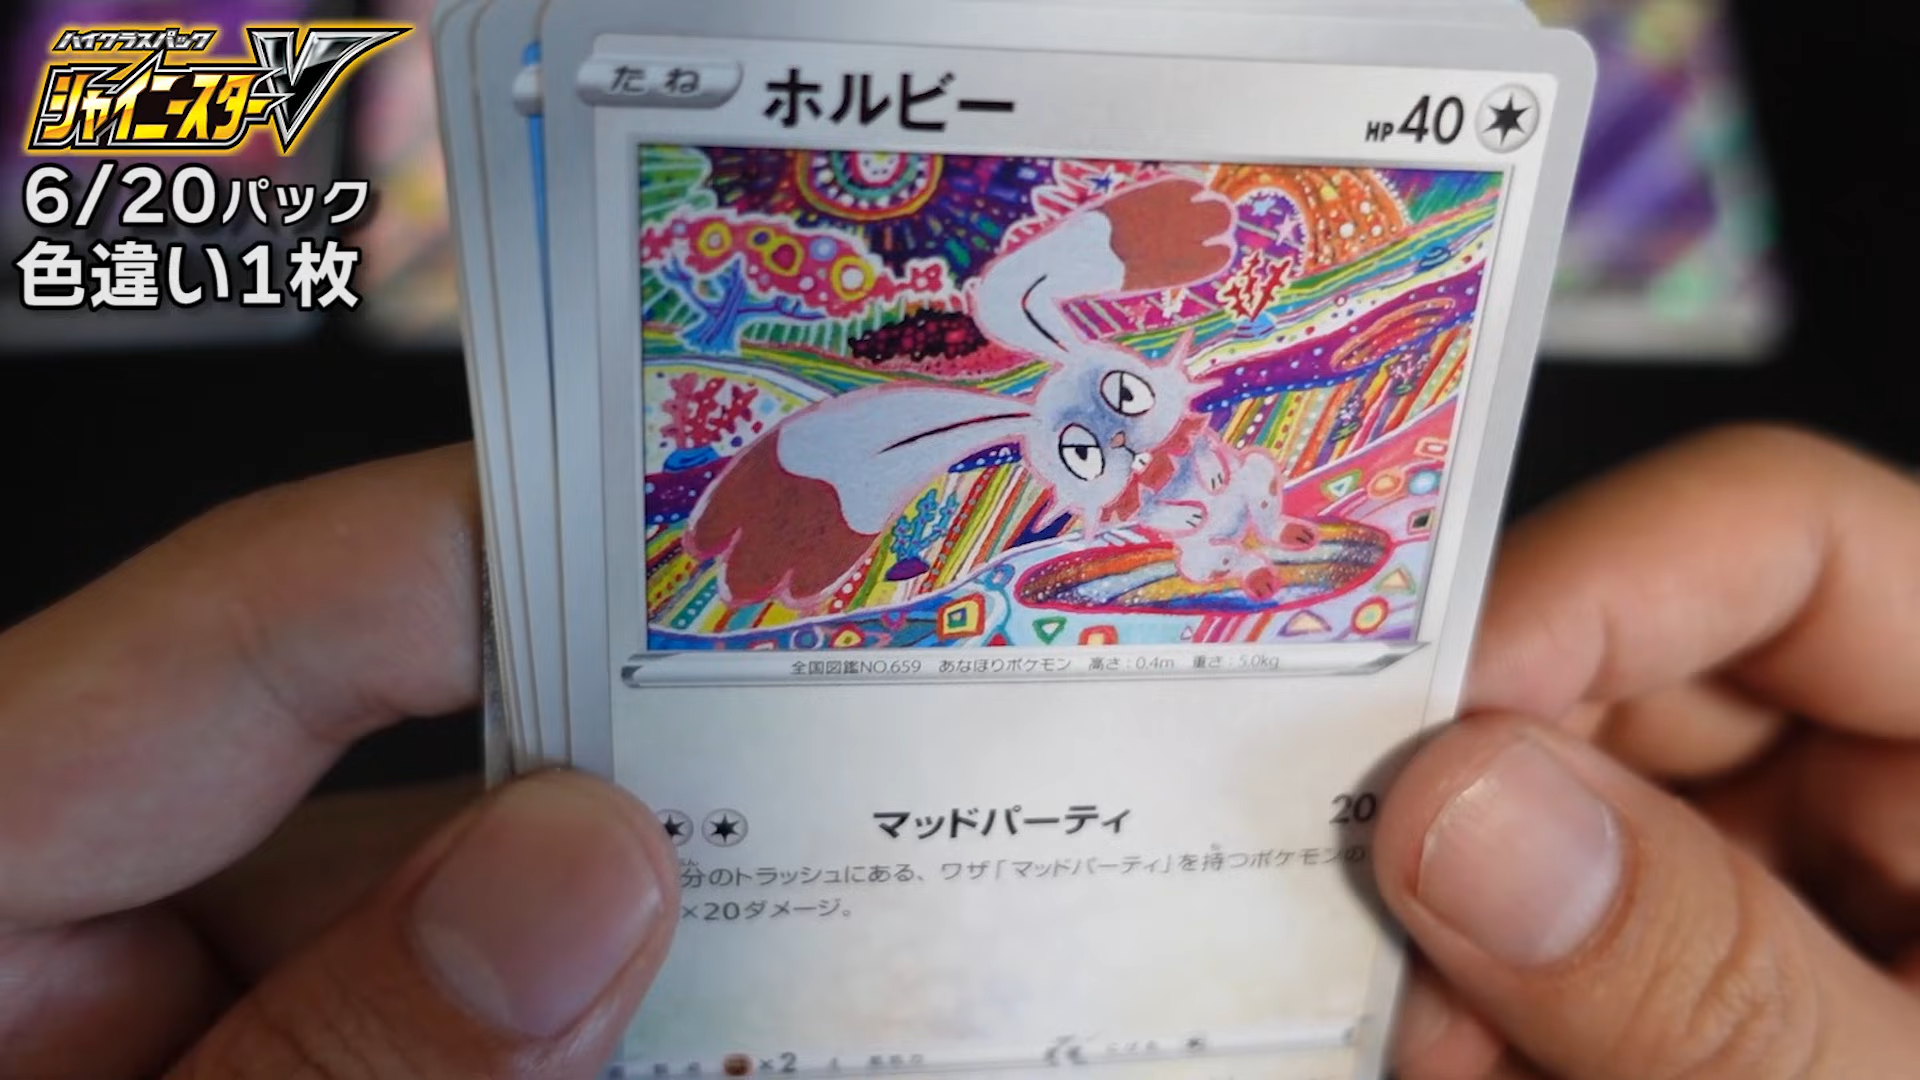 ハイクラスパック
シャイニースターV
6/20パック
色違い1枚
たね ホルビー HP40
全国図鑑NO.659 あなほりポケモン 高さ:0.4m 重さ:5.0kg
マッドパーティ 20
分のトラッシュにある、ワザ「マッドパーティ」を持つポケモンの
×20ダメージ。
×2